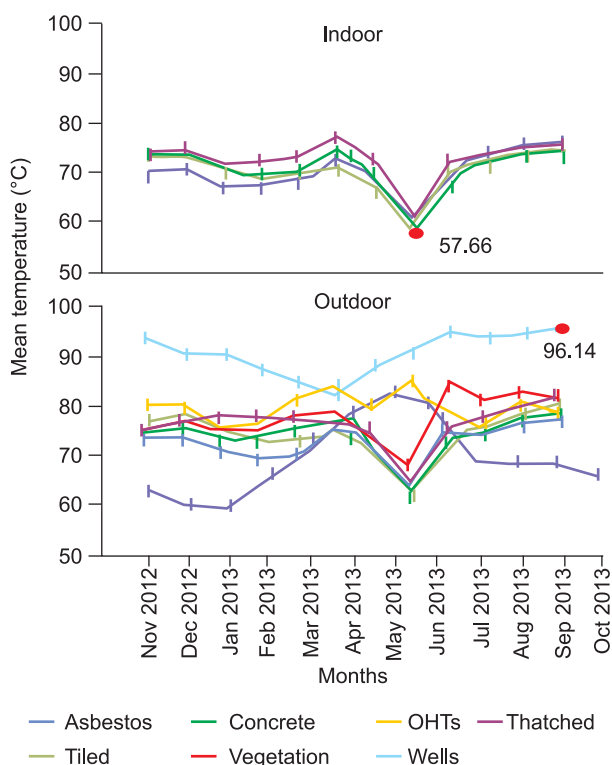 Mean temperature (°C)
Indoor
100
90
80
70
60
50
57.66
Outdoor
100
90
80
70
60
50
96.14
Nov 2012
Dec 2012
Jan 2013
Feb 2013
Mar 2013
Apr 2013
May 2013
Jun 2013
Jul 2013
Aug 2013
Sep 2013
Oct 2013
Months
Asbestos Concrete OHTs Thatched
Tiled Vegetation Wells